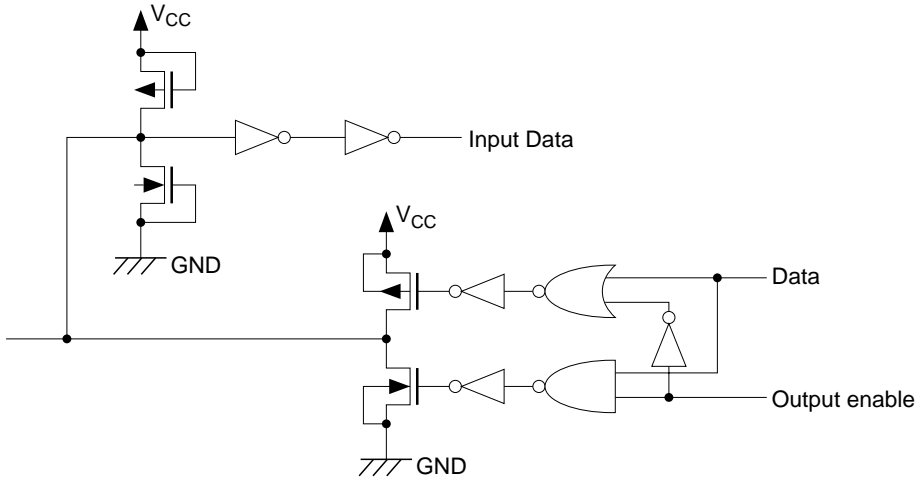 VCC
Input Data
GND
VCC
Data
Output enable
GND